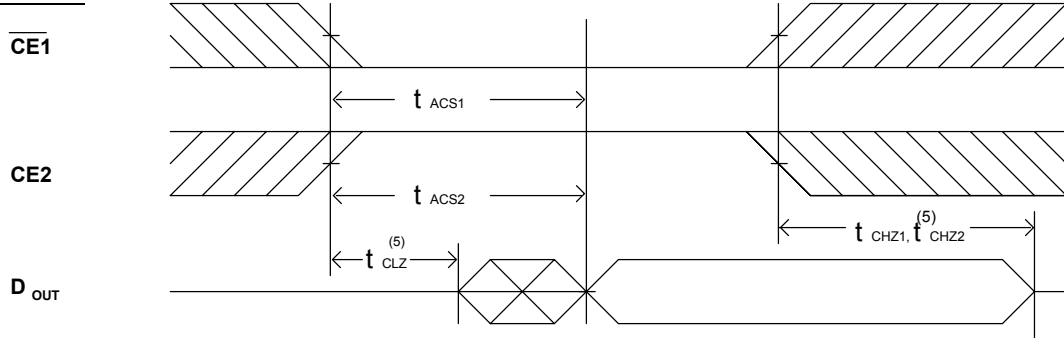 CE1
t ACS1
CE2
t ACS2
t CLZ (5)
t CHZ1, t CHZ2 (5)
D OUT